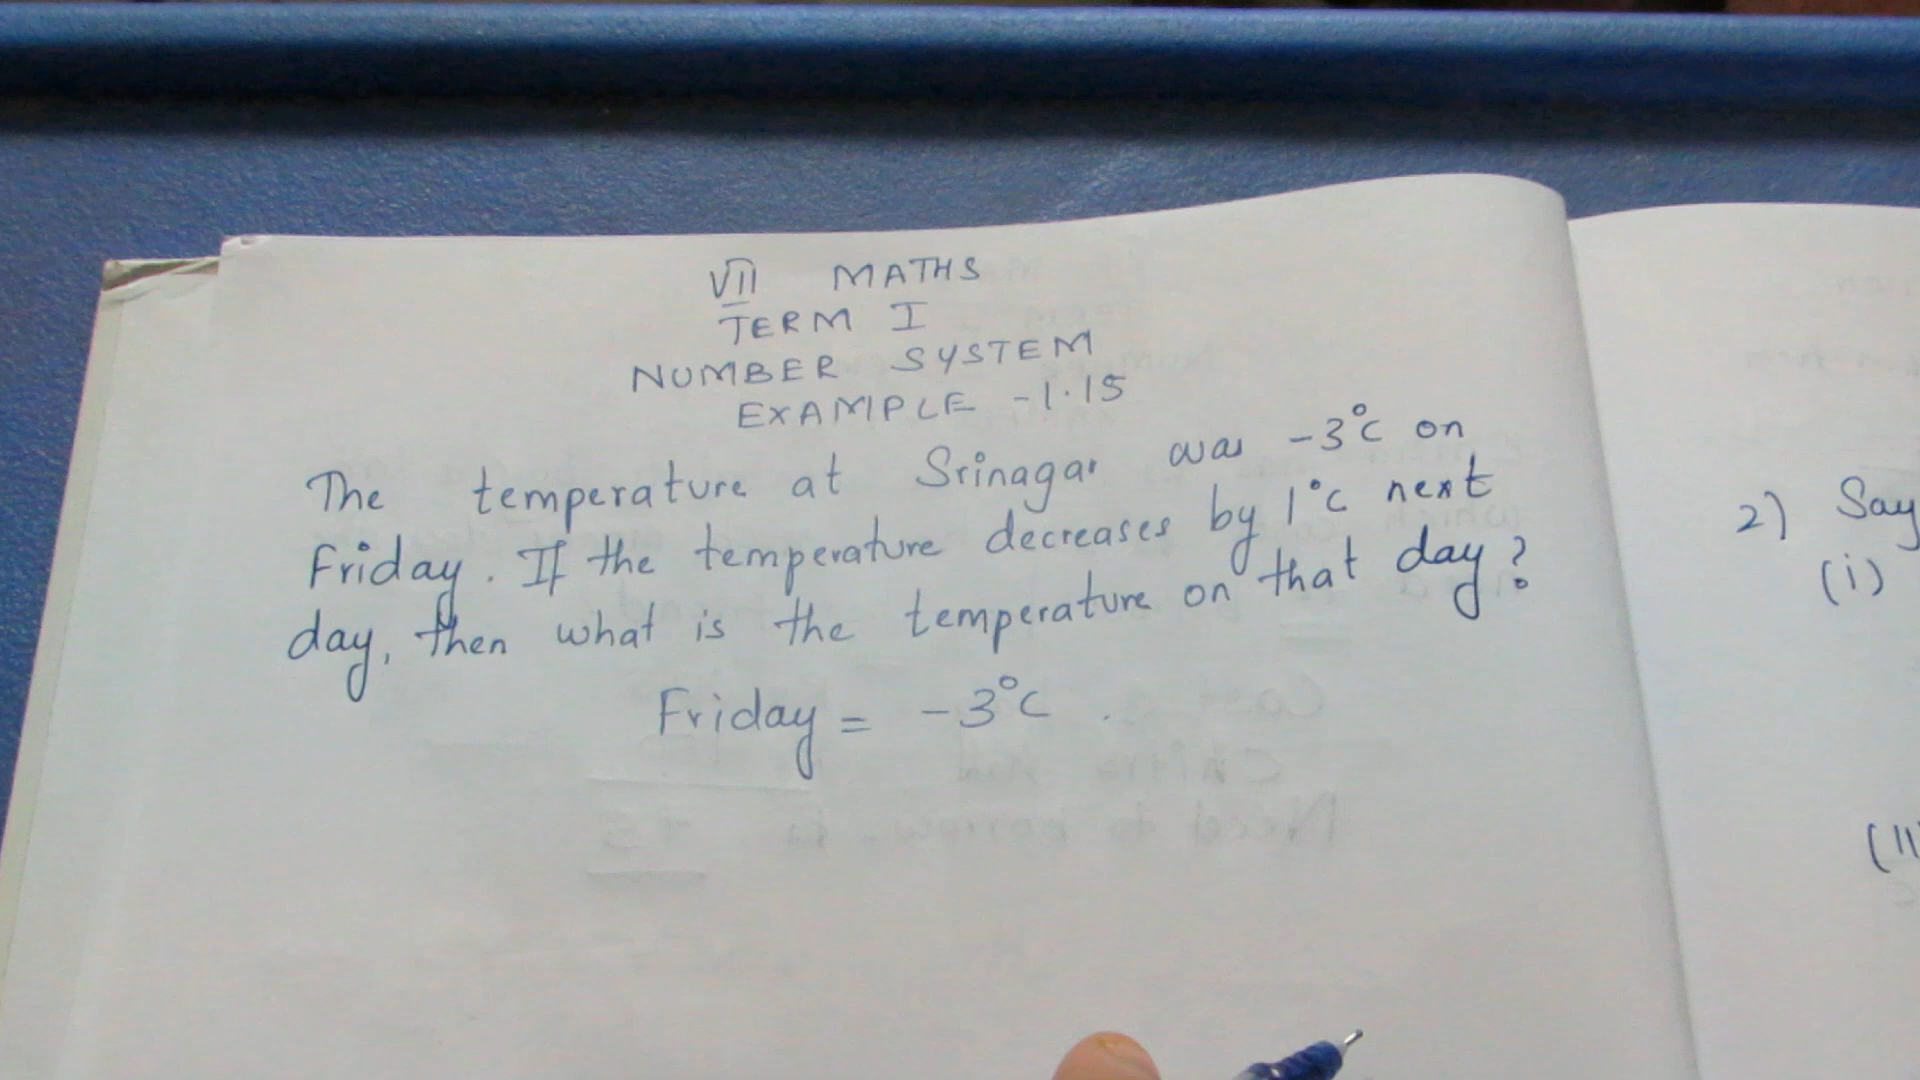 VII MATHS
TERM I
NUMBER SYSTEM
EXAMPLE - 1.15
The temperature at Srinagar was -3°C on
Friday. If the temperature decreases by 1°C next
day, then what is the temperature on that day?
Friday = -3°C.
2) Say
(i)
(ii